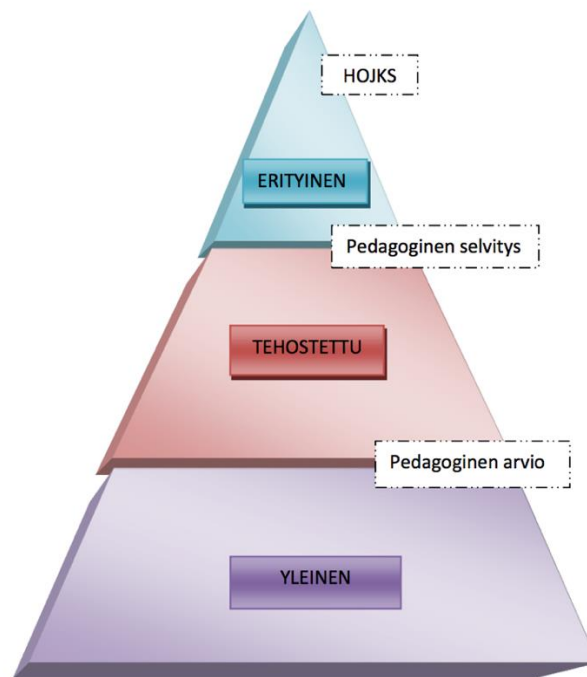 HOJKS
ERITYINEN
Pedagoginen selvitys
TEHOSTETTU
Pedagoginen arvio
YLEINEN